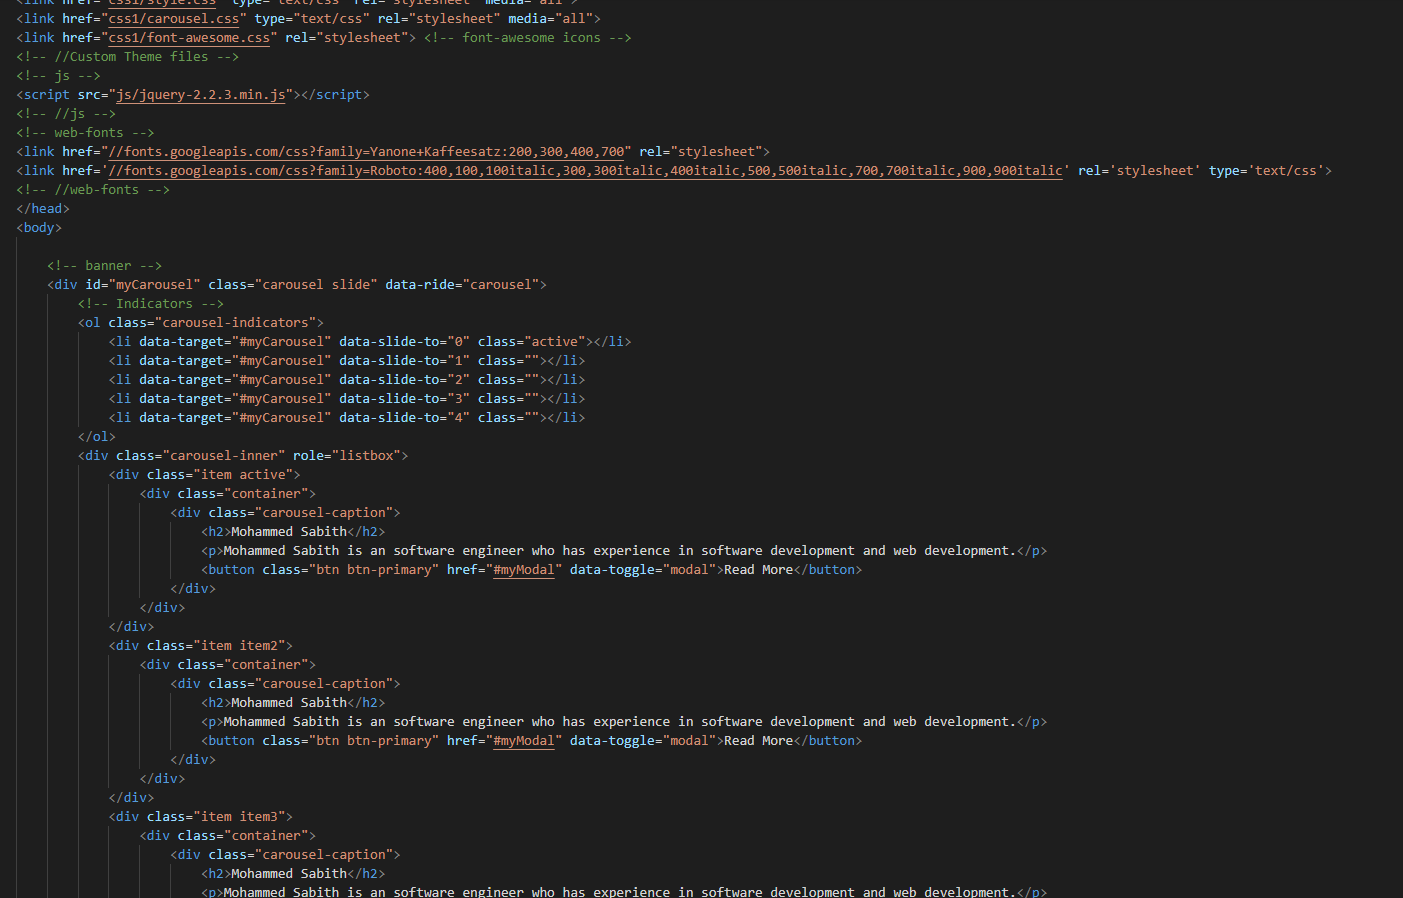 <link href="css1/style.css" type="text/css" rel="stylesheet" media="all">
<link href="css1/carousel.css" type="text/css" rel="stylesheet" media="all">
<link href="css1/font-awesome.css" rel="stylesheet"> <!-- font-awesome icons -->
<!-- //Custom Theme files -->
<!-- js -->
<script src="js/jquery-2.2.3.min.js"></script>
<!-- //js -->
<!-- web-fonts -->
<link href="//fonts.googleapis.com/css?family=Yanone+Kaffeesatz:200,300,400,700" rel="stylesheet">
<link href='//fonts.googleapis.com/css?family=Roboto:400,100,100italic,300,300italic,400italic,500,500italic,700,700italic,900,900italic' rel='stylesheet' type='text/css'>
<!-- //web-fonts -->
</head>
<body>
<!-- banner -->
<div id="myCarousel" class="carousel slide" data-ride="carousel">
<!-- Indicators -->
<ol class="carousel-indicators">
<li data-target="#myCarousel" data-slide-to="0" class="active"></li>
<li data-target="#myCarousel" data-slide-to="1" class=""></li>
<li data-target="#myCarousel" data-slide-to="2" class=""></li>
<li data-target="#myCarousel" data-slide-to="3" class=""></li>
<li data-target="#myCarousel" data-slide-to="4" class=""></li>
</ol>
<div class="carousel-inner" role="listbox">
<div class="item active">
<div class="container">
<div class="carousel-caption">
<h2>Mohammed Sabith</h2>
<p>Mohammed Sabith is an software engineer who has experience in software development and web development.</p>
<button class="btn btn-primary" href="#myModal" data-toggle="modal">Read More</button>
</div>
</div>
</div>
<div class="item item2">
<div class="container">
<div class="carousel-caption">
<h2>Mohammed Sabith</h2>
<p>Mohammed Sabith is an software engineer who has experience in software development and web development.</p>
<button class="btn btn-primary" href="#myModal" data-toggle="modal">Read More</button>
</div>
</div>
</div>
<div class="item item3">
<div class="container">
<div class="carousel-caption">
<h2>Mohammed Sabith</h2>
<p>Mohammed Sabith is an software engineer who has experience in software development and web development.</p>